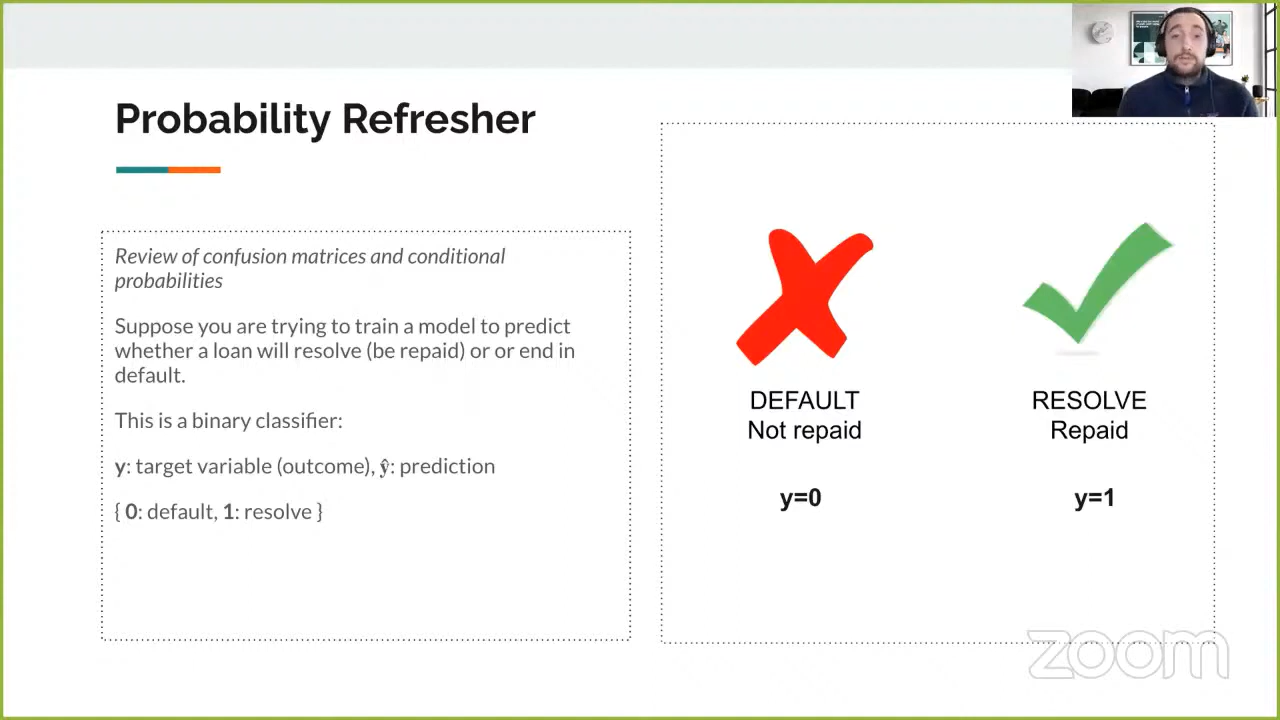 Probability Refresher
Review of confusion matrices and conditional
probabilities
Suppose you are trying to train a model to predict
whether a loan will resolve (be repaid) or or end in
default.
This is a binary classifier:
y: target variable (outcome), ŷ: prediction
{ 0: default, 1: resolve }
DEFAULT
Not repaid
y=0
RESOLVE
Repaid
y=1
zoom